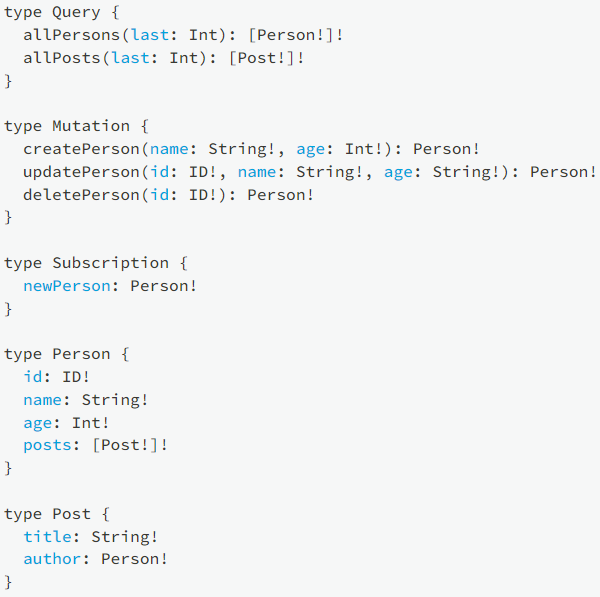 type Query {
  allPersons(last: Int): [Person!]!
  allPosts(last: Int): [Post!]!
}

type Mutation {
  createPerson(name: String!, age: Int!): Person!
  updatePerson(id: ID!, name: String!, age: String!): Person!
  deletePerson(id: ID!): Person!
}

type Subscription {
  newPerson: Person!
}

type Person {
  id: ID!
  name: String!
  age: Int!
  posts: [Post!]!
}

type Post {
  title: String!
  author: Person!
}